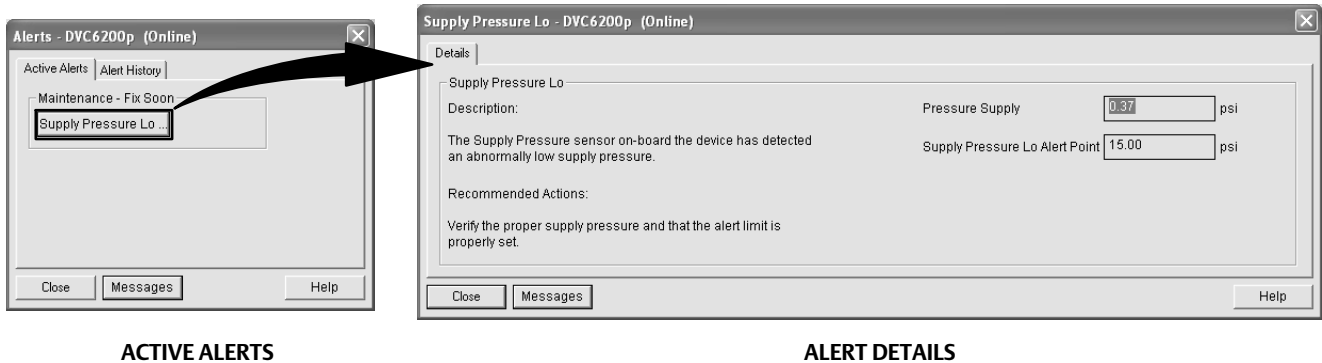 Alerts - DVC6200p (Online)
Active Alerts
Alert History
Maintenance - Fix Soon
Supply Pressure Lo ...
Close
Messages
Help
ACTIVE ALERTS
Supply Pressure Lo - DVC6200p (Online)
Details
Supply Pressure Lo
Description:
Pressure Supply 0.37 psi
The Supply Pressure sensor on-board the device has detected
an abnormally low supply pressure.
Supply Pressure Lo Alert Point 15.00 psi
Recommended Actions:
Verify the proper supply pressure and that the alert limit is
properly set.
Close
Messages
Help
ALERT DETAILS